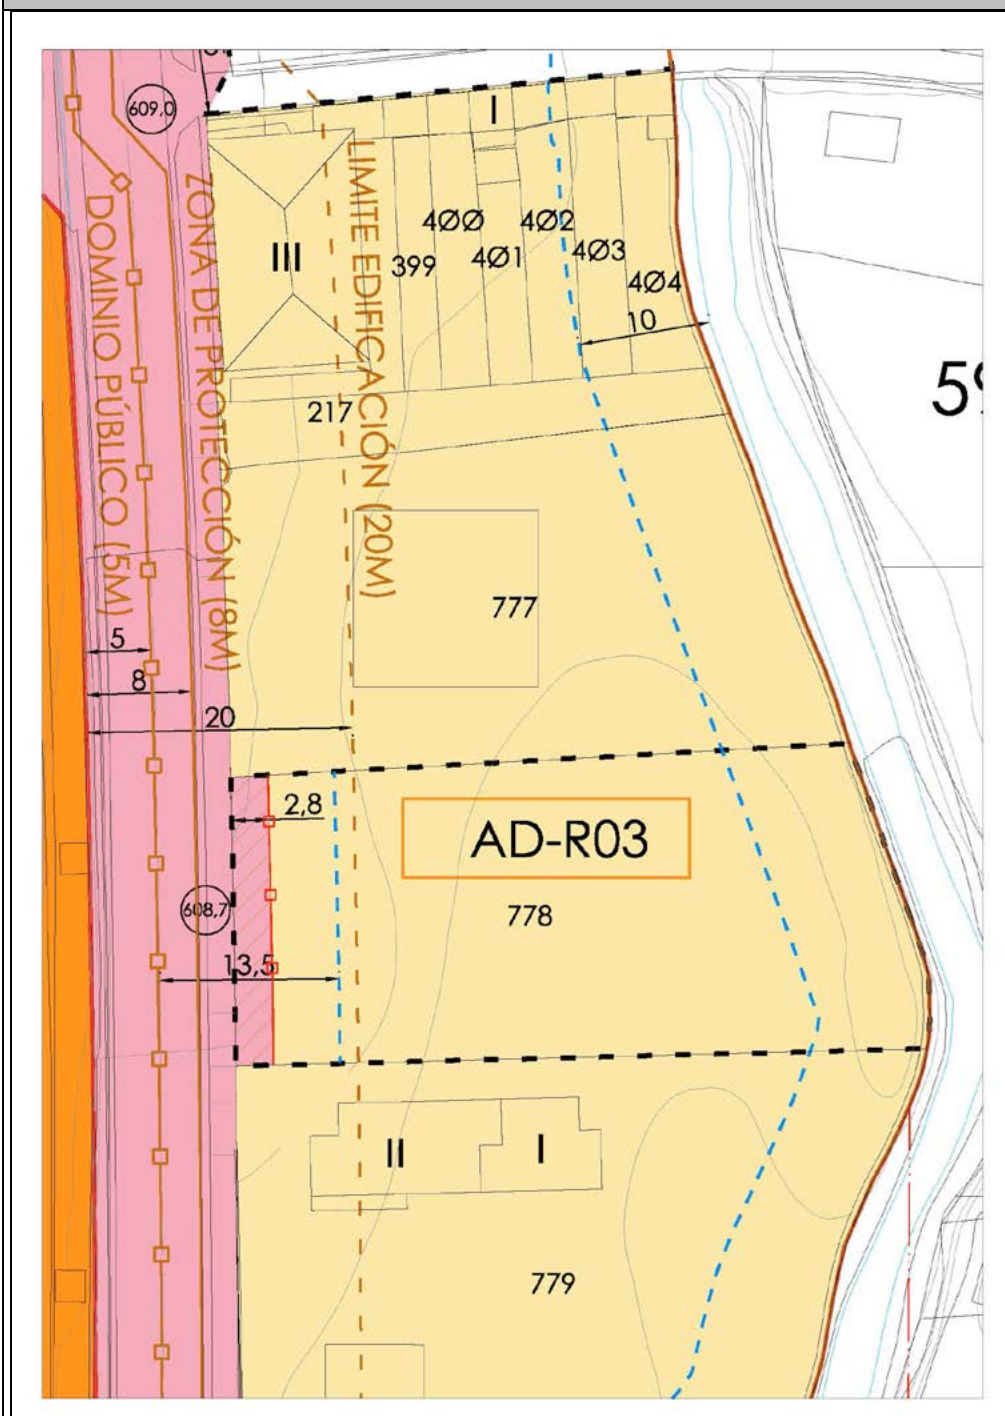 609,0
I
DOMINIO PÚBLICO (5M)
ZONA DE PROTECCIÓN (8M)
LIMITE EDIFICACIÓN (20M)
III
4ØØ
4Ø2
399
4Ø1
4Ø3
4Ø4
10
217
777
5
8
20
2,8
AD-R03
608,7
778
13,5
II
I
779